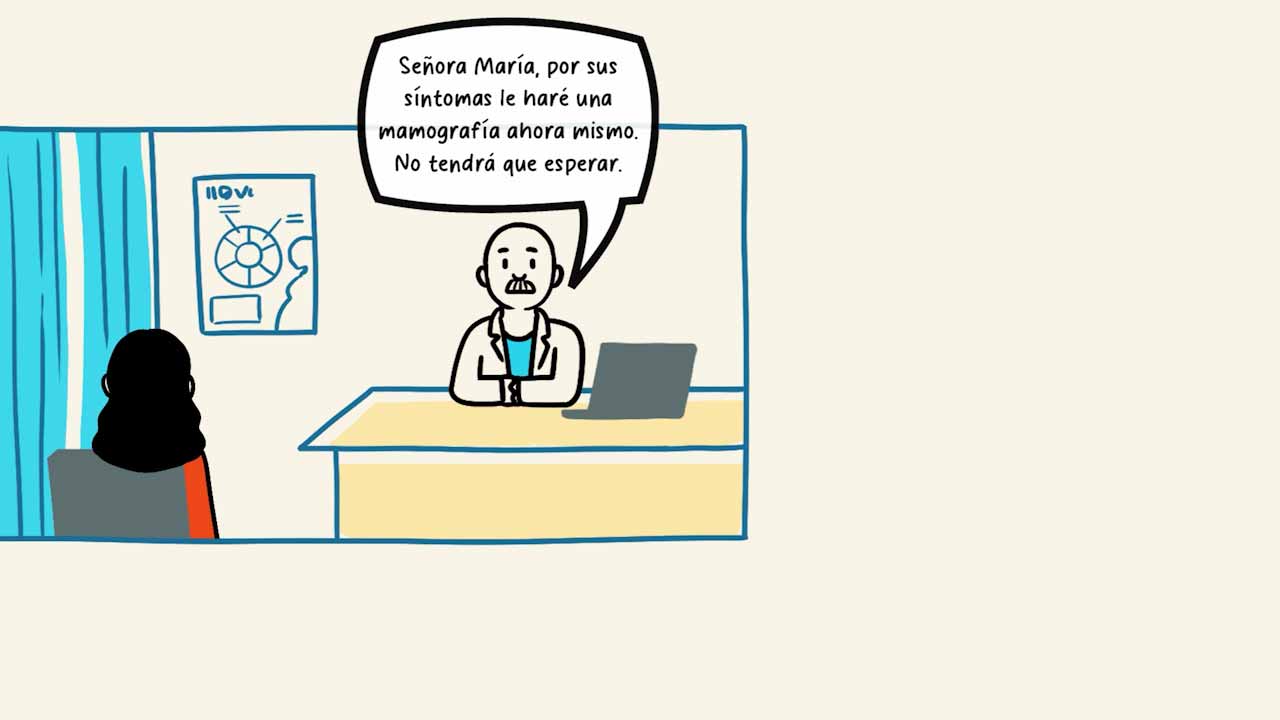 Señora María, por sus
síntomas le haré una
mamografía ahora mismo.
No tendrá que esperar.